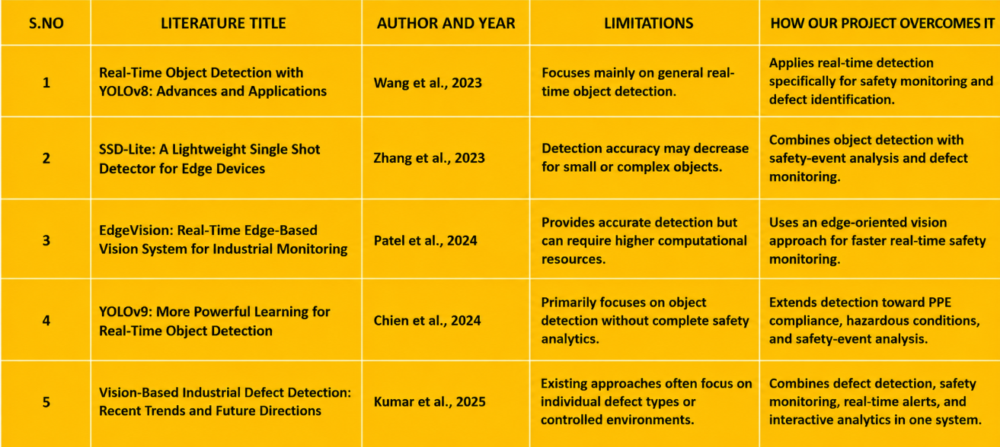 S.NO
LITERATURE TITLE
AUTHOR AND YEAR
LIMITATIONS
HOW OUR PROJECT OVERCOMES IT
1
Real-Time Object Detection with
YOLOv8: Advances and Applications
Wang et al., 2023
Focuses mainly on general real-
time object detection.
Applies real-time detection
specifically for safety monitoring and
defect identification.
2
SSD-Lite: A Lightweight Single Shot
Detector for Edge Devices
Zhang et al., 2023
Detection accuracy may decrease
for small or complex objects.
Combines object detection with
safety-event analysis and defect
monitoring.
3
EdgeVision: Real-Time Edge-Based
Vision System for Industrial Monitoring
Patel et al., 2024
Provides accurate detection but
can require higher computational
resources.
Uses an edge-oriented vision
approach for faster real-time safety
monitoring.
4
YOLOv9: More Powerful Learning for
Real-Time Object Detection
Chien et al., 2024
Primarily focuses on object
detection without complete safety
analytics.
Extends detection toward PPE
compliance, hazardous conditions,
and safety-event analysis.
5
Vision-Based Industrial Defect Detection:
Recent Trends and Future Directions
Kumar et al., 2025
Existing approaches often focus on
individual defect types or
controlled environments.
Combines defect detection, safety
monitoring, real-time alerts, and
interactive analytics in one system.